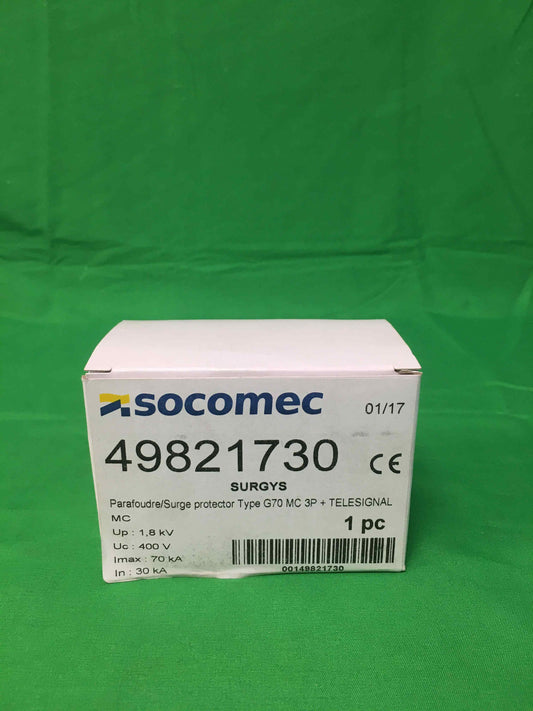 socomec 01/17
49821730 CE
SURGYS
Parafoudre/Surge protector Type G70 MC 3P + TELESIGNAL
MC
1 pc
Up : 1,8 kV
Uc : 400 V
Imax : 70 kA
In : 30 kA
00149821730